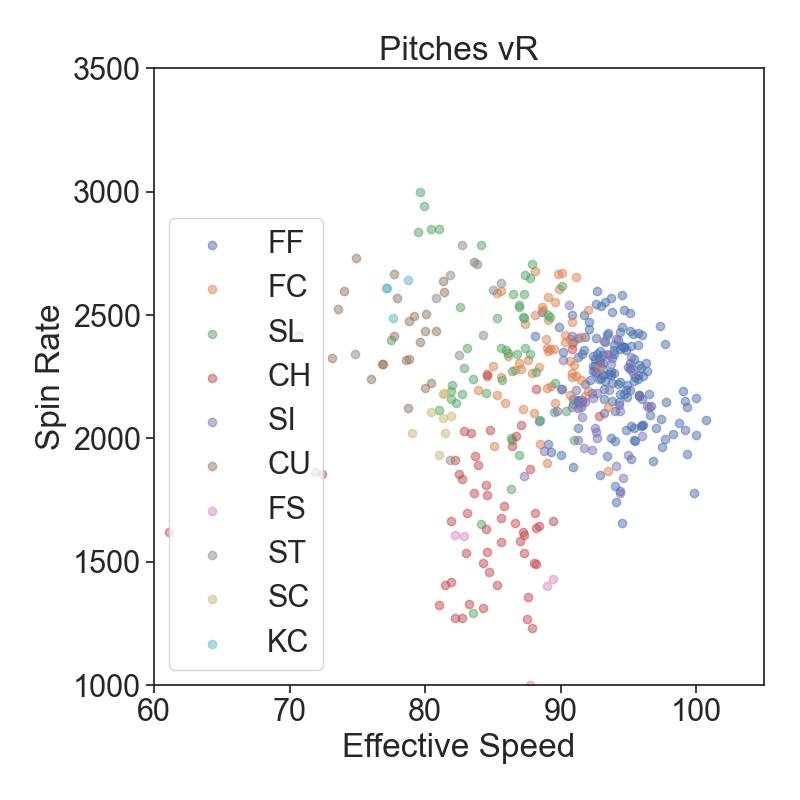 Pitches vR
3500
3000
2500
2000
1500
1000
Spin Rate
FF
FC
SL
CH
SI
CU
FS
ST
SC
KC
60 70 80 90 100
Effective Speed